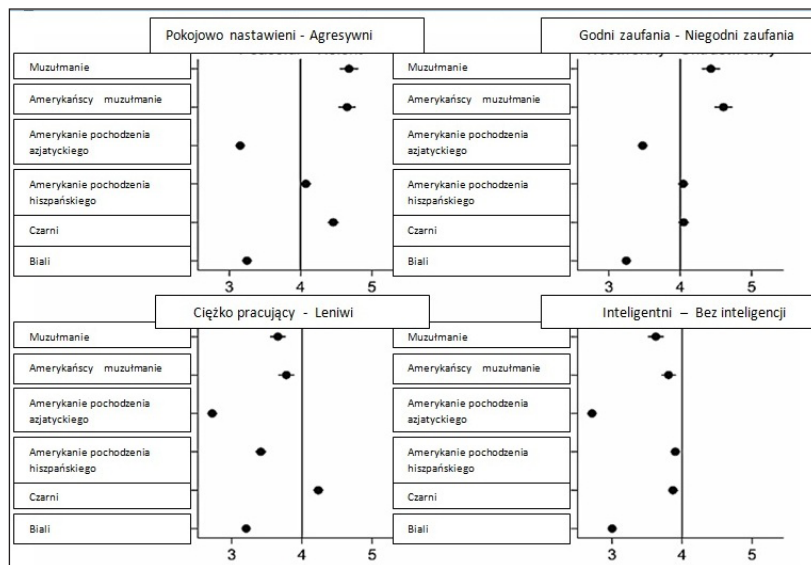 Pokojowo nastawieni - Agresywni
Muzułmanie
Amerykańscy muzułmanie
Amerykanie pochodzenia
azjatyckiego
Amerykanie pochodzenia
hiszpańskiego
Czarni
Biali
3 4 5
Godni zaufania - Niegodni zaufania
Muzułmanie
Amerykańscy muzułmanie
Amerykanie pochodzenia
azjatyckiego
Amerykanie pochodzenia
hiszpańskiego
Czarni
Biali
3 4 5
Ciężko pracujący - Leniwi
Muzułmanie
Amerykańscy muzułmanie
Amerykanie pochodzenia
azjatyckiego
Amerykanie pochodzenia
hiszpańskiego
Czarni
Biali
3 4 5
Inteligentni – Bez inteligencji
Muzułmanie
Amerykańscy muzułmanie
Amerykanie pochodzenia
azjatyckiego
Amerykanie pochodzenia
hiszpańskiego
Czarni
Biali
3 4 5